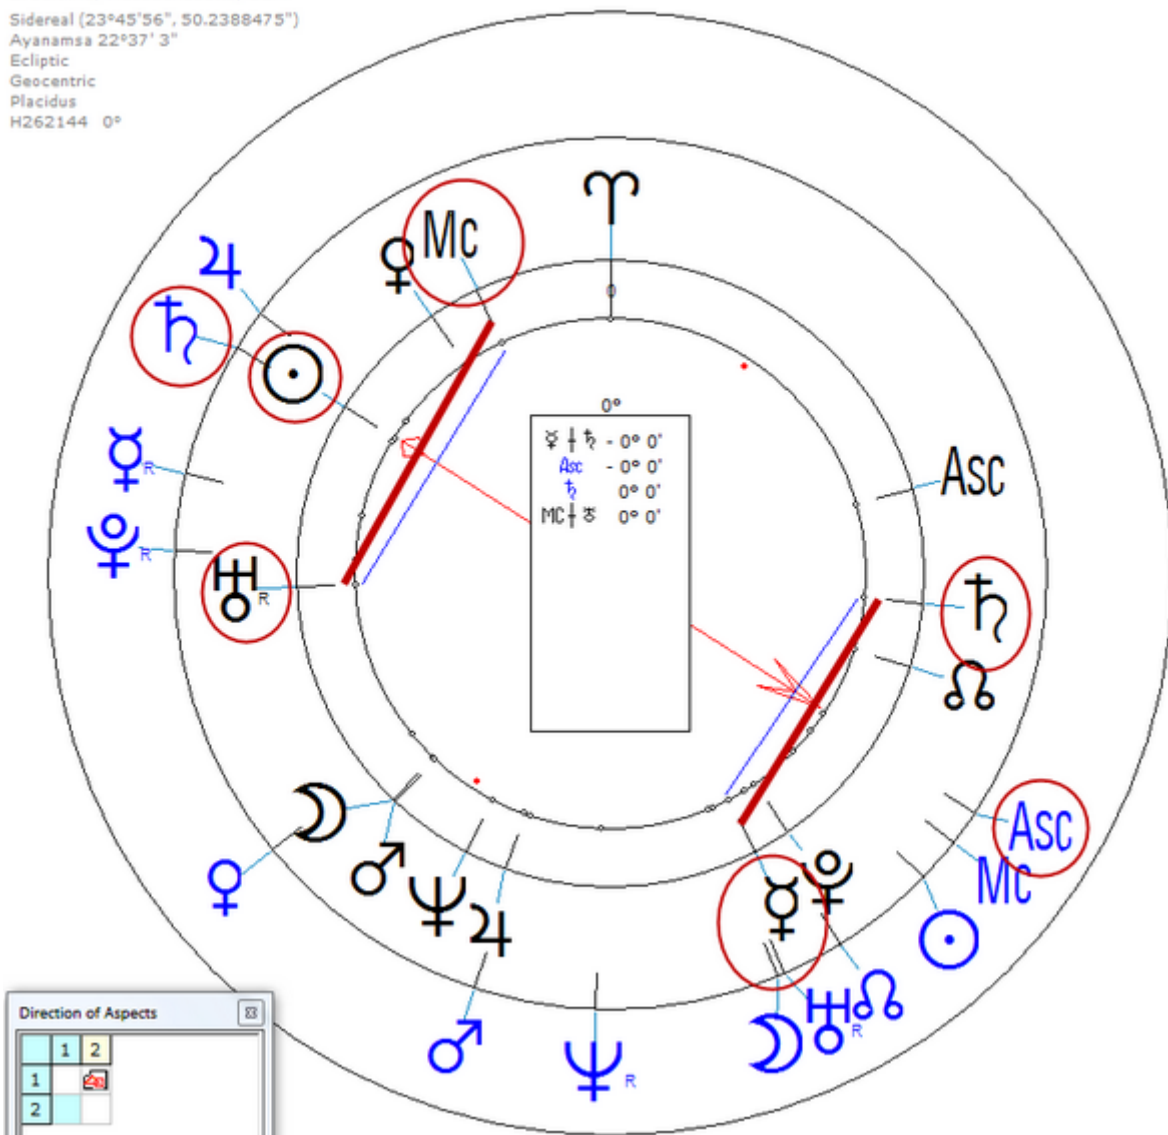 Sidereal (23°45'56", 50.2388475")
Ayanamsa 22°37' 3"
Ecliptic
Geocentric
Placidus
H262144 0°
♈
Mc
♀
♃
♄
☉
0
0°
☿ ┼ ♄ - 0° 0'
Asc - 0° 0'
♄ 0° 0'
MC ┼ ♅ 0° 0'
☿ R
Asc
♇ R
♅ R
♄
☊
☽
♂
♆
♃
☿
♇
Asc
Mc
♀
☉
♂
♆ R
☽
♅ R
☊
Direction of Aspects
1 2
1
2